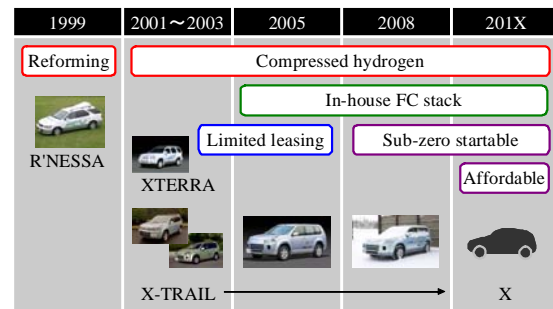 1999 2001～2003 2005 2008 201X
Reforming Compressed hydrogen
In-house FC stack
Limited leasing Sub-zero startable
R'NESSA
XTERRA Affordable
X-TRAIL X